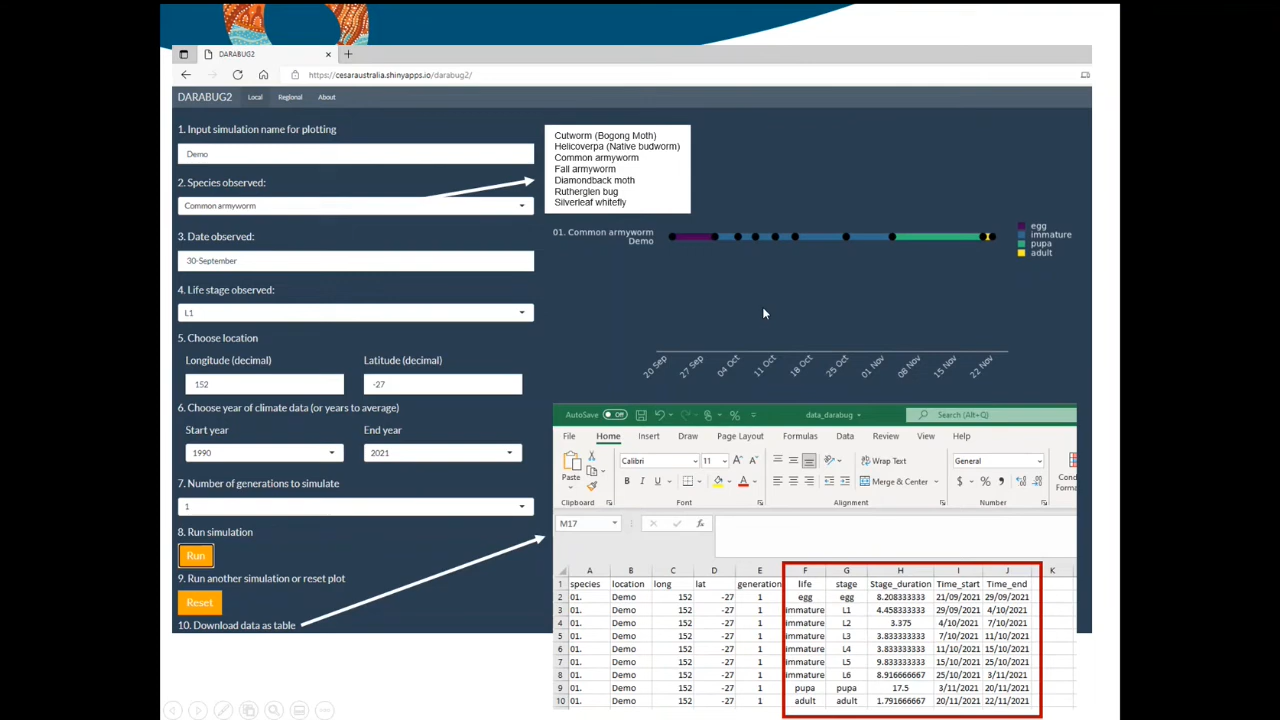 DARABUG2
https://cesaraustralia.shinyapps.io/darabug2/
DARABUG2 Local Regional About
1. Input simulation name for plotting
Demo
2. Species observed:
Common armyworm
3. Date observed:
30-September
4. Life stage observed:
L1
5. Choose location
Longitude (decimal) Latitude (decimal)
152 -27
6. Choose year of climate data (or years to average)
Start year End year
1990 2021
7. Number of generations to simulate
1
8. Run simulation
Run
9. Run another simulation or reset plot
Reset
10. Download data as table
Cutworm (Bogong Moth)
Helicoverpa (Native budworm)
Common armyworm
Fall armyworm
Diamondback moth
Rutherglen bug
Silverleaf whitefly
01. Common armyworm
Demo
egg
immature
pupa
adult
20 Sep 27 Sep 04 Oct 11 Oct 18 Oct 25 Oct 01 Nov 08 Nov 15 Nov 22 Nov
AutoSave Off data_darabug Search (Alt+Q)
File Home Insert Draw Page Layout Formulas Data Review View Help
Calibri 11 Wrap Text General
Paste B I U Merge & Center $ % Cond
Forma
Clipboard Font Alignment Number
M17 fx
A B C D E F G H I J K
1 species location long lat generation life stage Stage_duration Time_start Time_end
2 01. Demo 152 -27 1 egg egg 8.208333333 21/09/2021 29/09/2021
3 01. Demo 152 -27 1 immature L1 4.458333333 29/09/2021 4/10/2021
4 01. Demo 152 -27 1 immature L2 3.375 4/10/2021 7/10/2021
5 01. Demo 152 -27 1 immature L3 3.833333333 7/10/2021 11/10/2021
6 01. Demo 152 -27 1 immature L4 3.833333333 11/10/2021 15/10/2021
7 01. Demo 152 -27 1 immature L5 9.833333333 15/10/2021 25/10/2021
8 01. Demo 152 -27 1 immature L6 8.916666667 25/10/2021 3/11/2021
9 01. Demo 152 -27 1 pupa pupa 17.5 3/11/2021 20/11/2021
10 01. Demo 152 -27 1 adult adult 1.791666667 20/11/2021 22/11/2021